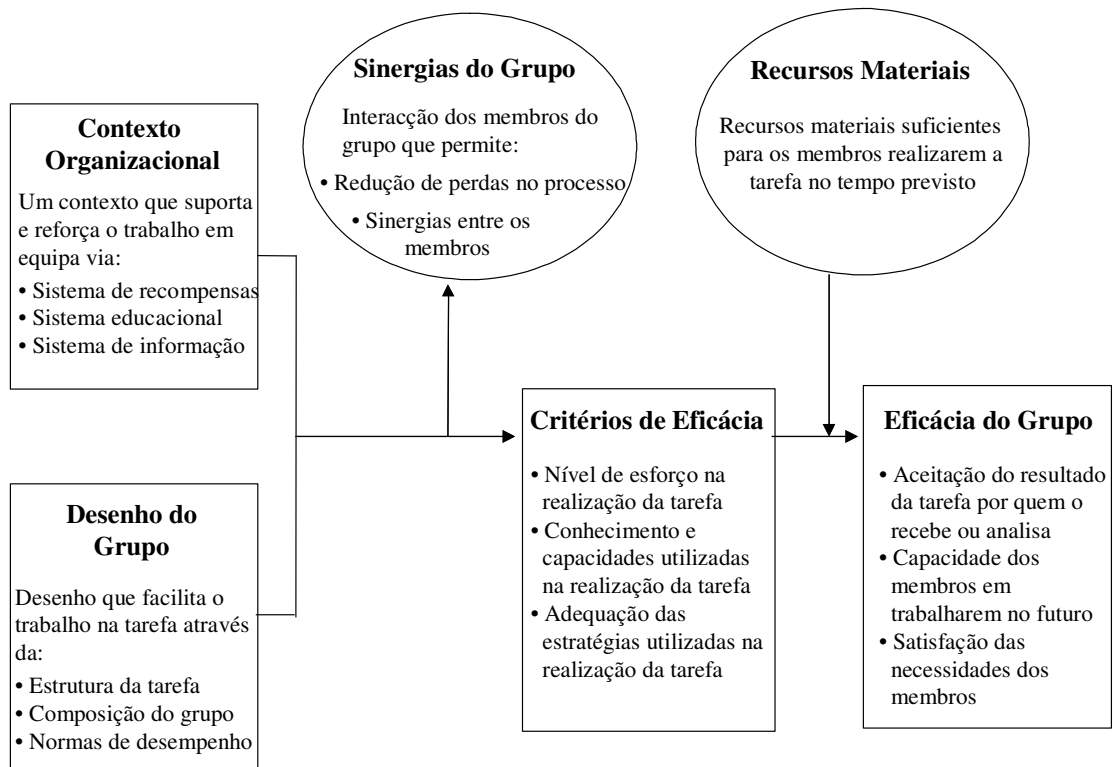 Sinergias do Grupo
Interacção dos membros do
grupo que permite:
• Redução de perdas no processo
• Sinergias entre os
membros
Recursos Materiais
Recursos materiais suficientes
para os membros realizarem a
tarefa no tempo previsto
Contexto
Organizacional
Um contexto que suporta
e reforça o trabalho em
equipa via:
• Sistema de recompensas
• Sistema educacional
• Sistema de informação
Desenho do
Grupo
Desenho que facilita o
trabalho na tarefa através
da:
• Estrutura da tarefa
• Composição do grupo
• Normas de desempenho
Critérios de Eficácia
• Nível de esforço na
realização da tarefa
• Conhecimento e
capacidades utilizadas
na realização da tarefa
• Adequação das
estratégias utilizadas na
realização da tarefa
Eficácia do Grupo
• Aceitação do resultado
da tarefa por quem o
recebe ou analisa
• Capacidade dos
membros em
trabalharem no futuro
• Satisfação das
necessidades dos
membros